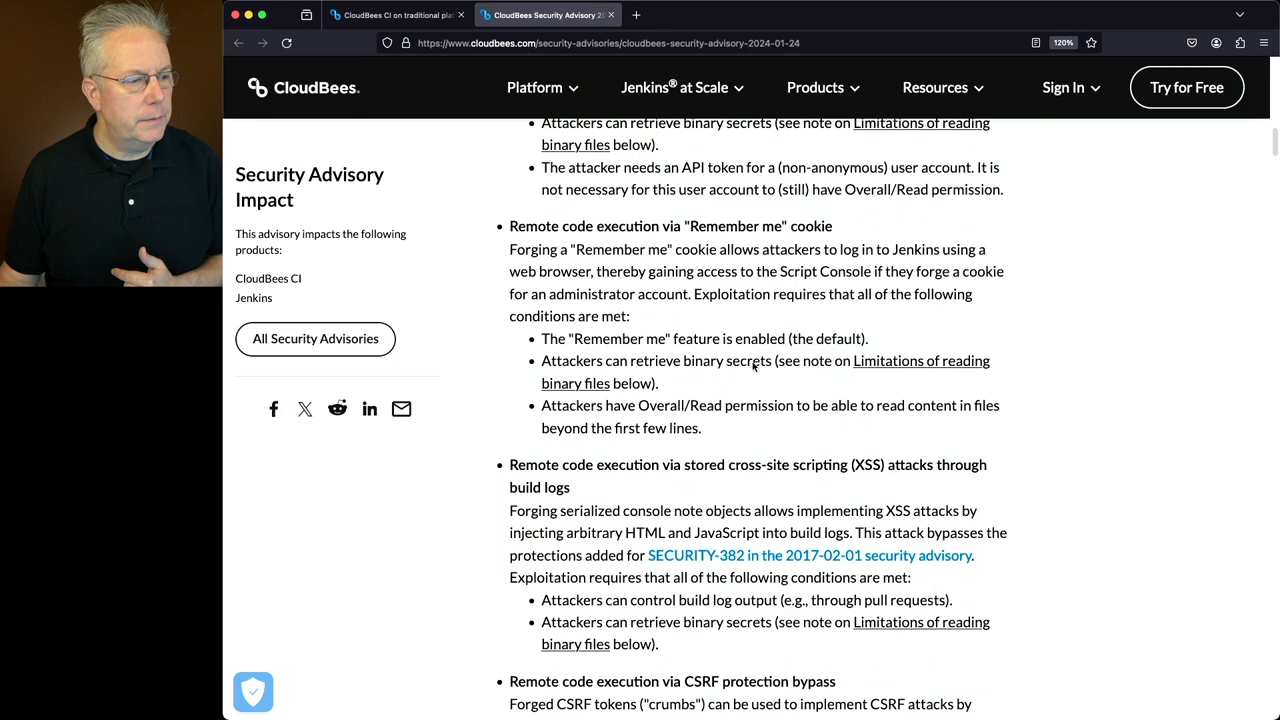 CloudBees CI on traditional plat
CloudBees Security Advisory 20
https://www.cloudbees.com/security-advisories/cloudbees-security-advisory-2024-01-24
120%
CloudBees.
Platform
Jenkins® at Scale
Products
Resources
Sign In
Try for Free
Security Advisory
Impact
This advisory impacts the following
products:
CloudBees CI
Jenkins
All Security Advisories
• Attackers can retrieve binary secrets (see note on Limitations of reading
binary files below).
• The attacker needs an API token for a (non-anonymous) user account. It is
not necessary for this user account to (still) have Overall/Read permission.
• Remote code execution via "Remember me" cookie
Forging a "Remember me" cookie allows attackers to log in to Jenkins using a
web browser, thereby gaining access to the Script Console if they forge a cookie
for an administrator account. Exploitation requires that all of the following
conditions are met:
• The "Remember me" feature is enabled (the default).
• Attackers can retrieve binary secrets (see note on Limitations of reading
binary files below).
• Attackers have Overall/Read permission to be able to read content in files
beyond the first few lines.
• Remote code execution via stored cross-site scripting (XSS) attacks through
build logs
Forging serialized console note objects allows implementing XSS attacks by
injecting arbitrary HTML and JavaScript into build logs. This attack bypasses the
protections added for SECURITY-382 in the 2017-02-01 security advisory.
Exploitation requires that all of the following conditions are met:
• Attackers can control build log output (e.g., through pull requests).
• Attackers can retrieve binary secrets (see note on Limitations of reading
binary files below).
• Remote code execution via CSRF protection bypass
Forged CSRF tokens ("crumbs") can be used to implement CSRF attacks by